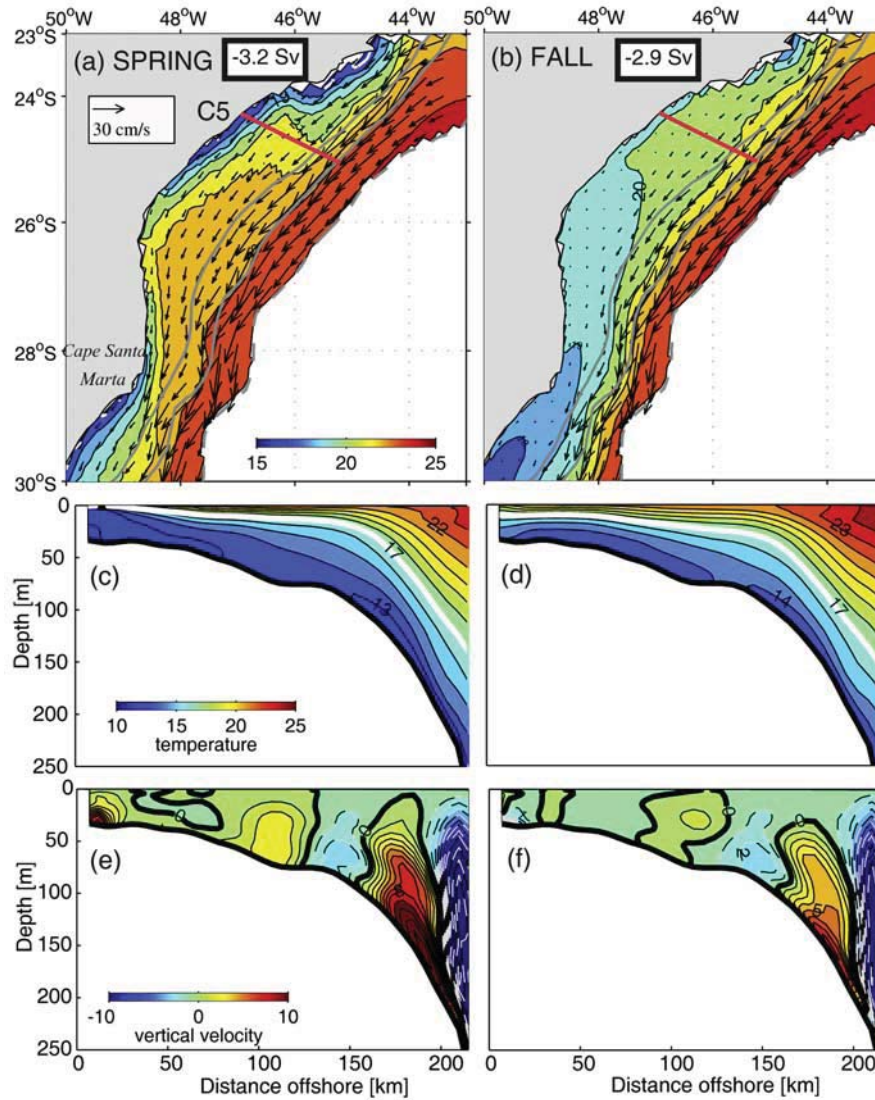 50°W 48°W 46°W 44°W 50°W 48°W 46°W 44°W
23°S
(a) SPRING -3.2 Sv (b) FALL -2.9 Sv
24°S
C5
30 cm/s
26°S
20
28°S
Cape Santa
Marta
30°S
15 20 25
0
50
100
150
200
250
Depth [m]
22
17
13
(c)
10 15 20 25
temperature
23
17
14
(d)
0
50
100
150
200
250
Depth [m]
0
0
(e)
-10 0 10
vertical velocity
0
0
-2
5
(f)
0 50 100 150 200
Distance offshore [km]
0 50 100 150 200
Distance offshore [km]